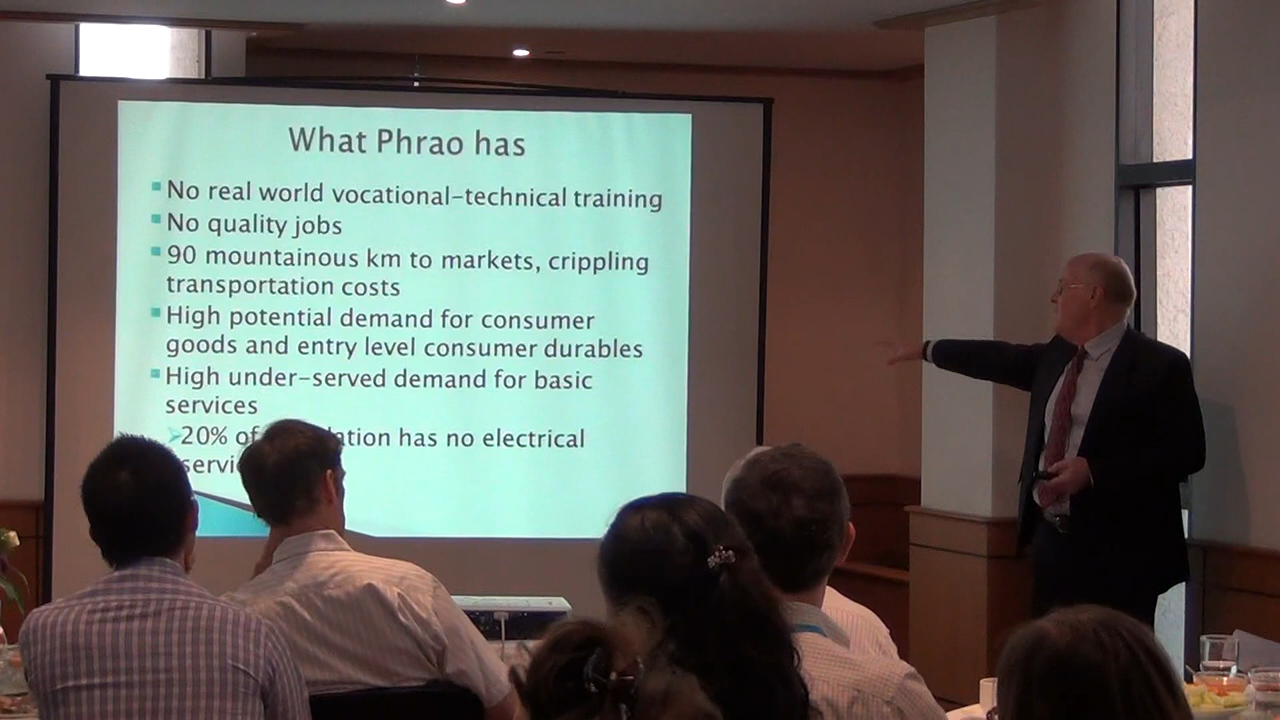 What Phrao has
No real world vocational-technical training
No quality jobs
90 mountainous km to markets, crippling
transportation costs
High potential demand for consumer
goods and entry level consumer durables
High under-served demand for basic
services
20% of has no electrical